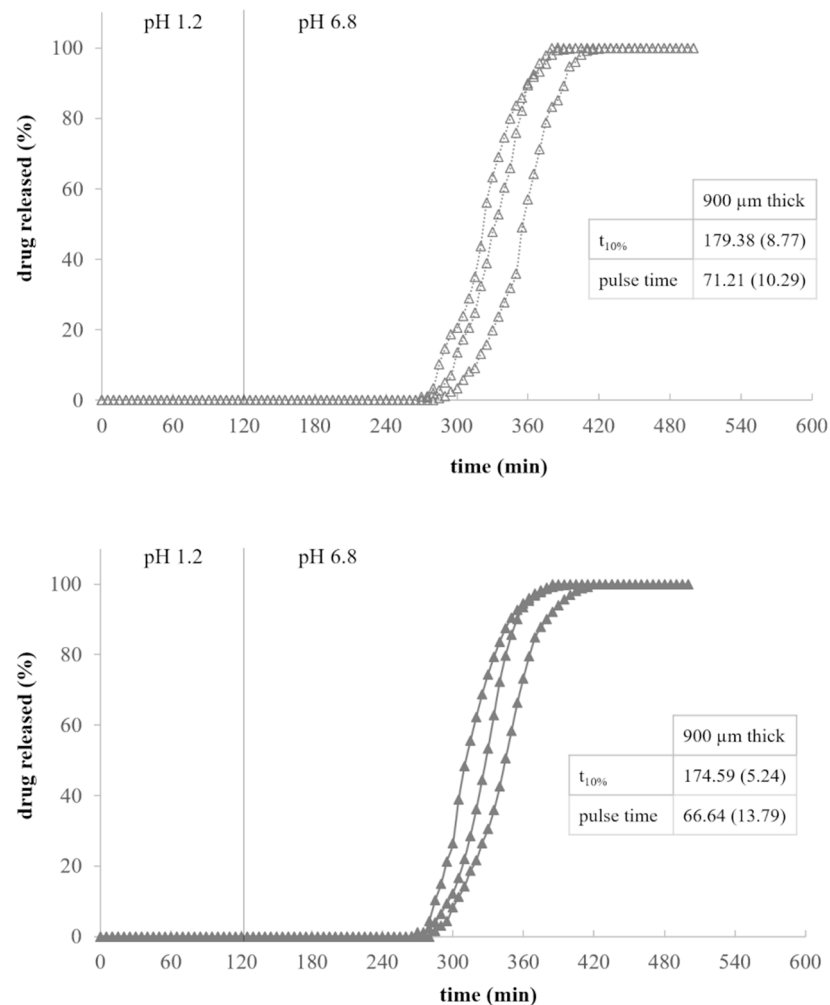 pH 1.2 pH 6.8
100
80
60
40
20
0
drug released (%)
900 µm thick
t10% 179.38 (8.77)
pulse time 71.21 (10.29)
0 60 120 180 240 300 360 420 480 540 600
time (min)
pH 1.2 pH 6.8
100
80
60
40
20
0
drug released (%)
900 µm thick
t10% 174.59 (5.24)
pulse time 66.64 (13.79)
0 60 120 180 240 300 360 420 480 540 600
time (min)